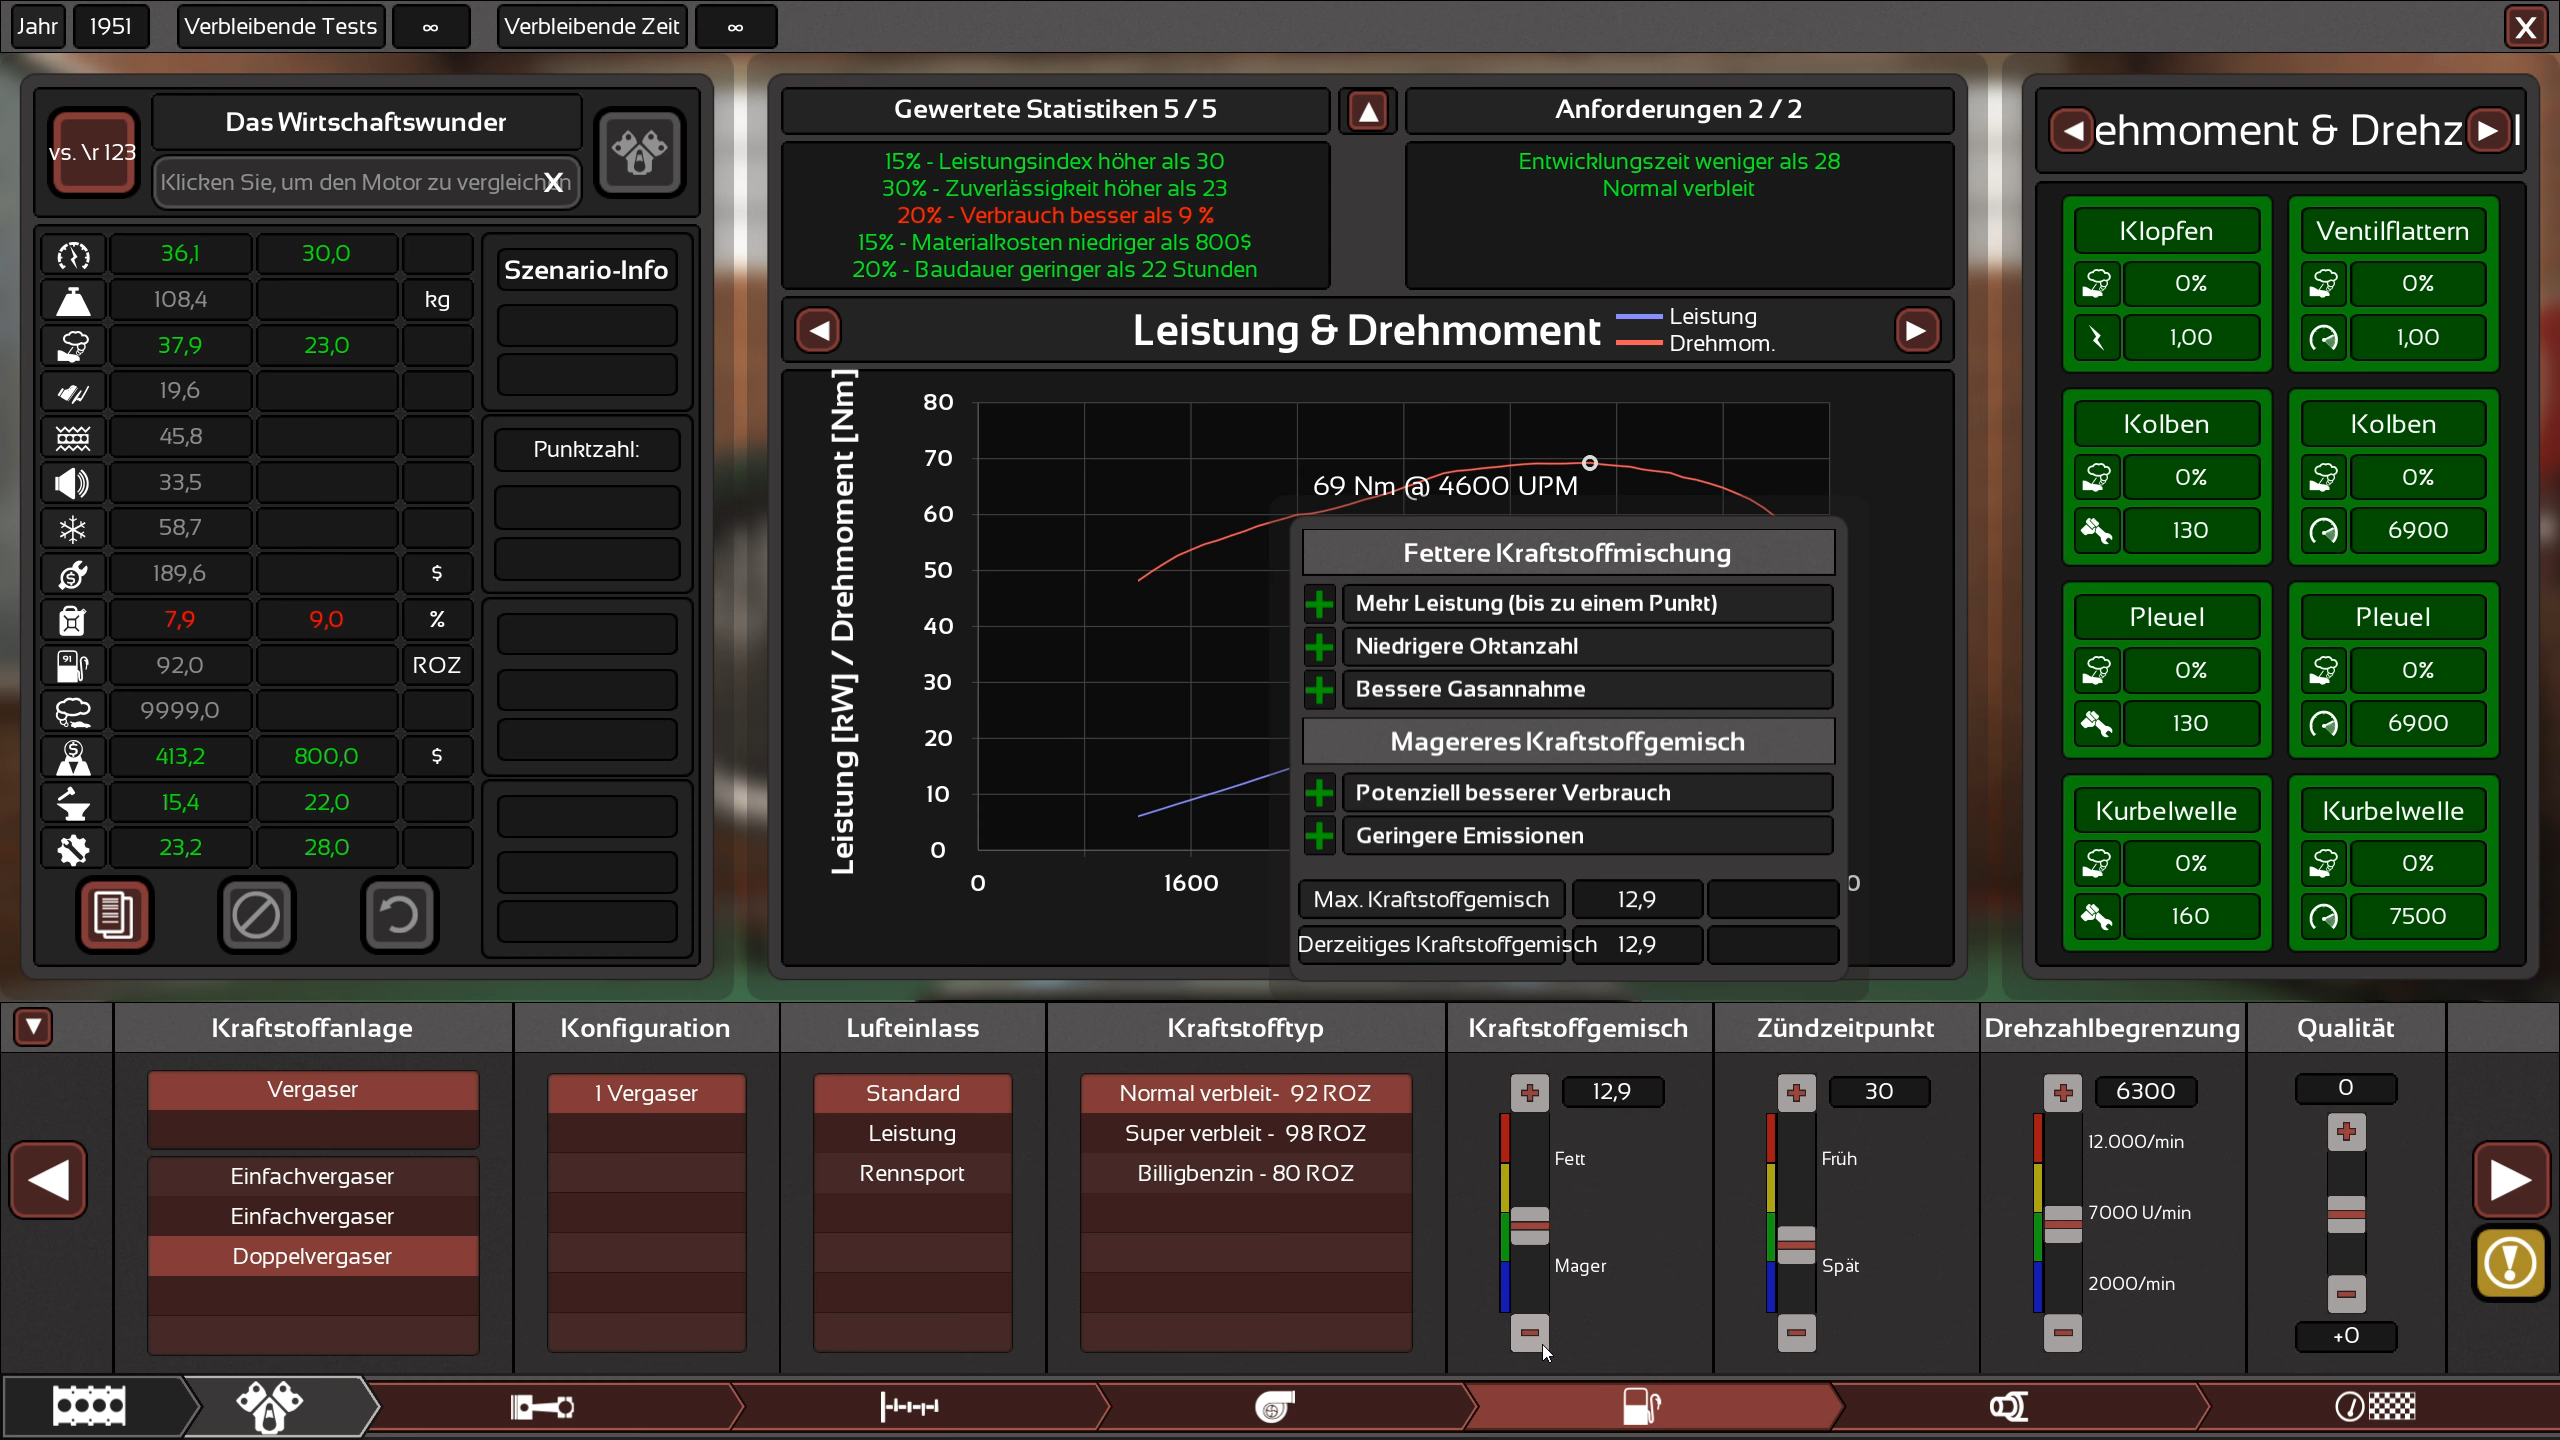 Jahr 1951 Verbleibende Tests ∞ Verbleibende Zeit ∞ X
vs. \r 123
Das Wirtschaftswunder
Klicken Sie, um den Motor zu vergleichen X
36,1 30,0
108,4 kg
37,9 23,0
19,6
45,8
33,5
58,7
189,6 $
7,9 9,0 %
91 92,0 ROZ
9999,0
413,2 800,0 $
15,4 22,0
23,2 28,0
Szenario-Info
Punktzahl:
Gewertete Statistiken 5 / 5
15% - Leistungsindex höher als 30
30% - Zuverlässigkeit höher als 23
20% - Verbrauch besser als 9 %
15% - Materialkosten niedriger als 800$
20% - Baudauer geringer als 22 Stunden
Anforderungen 2 / 2
Entwicklungszeit weniger als 28
Normal verbleit
Leistung & Drehmoment
Leistung
Drehmom.
Leistung [kW] / Drehmoment [Nm]
80
70
60
50
40
30
20
10
0
0 1600 0
69 Nm @ 4600 UPM
Fettere Kraftstoffmischung
Mehr Leistung (bis zu einem Punkt)
Niedrigere Oktanzahl
Bessere Gasannahme
Magereres Kraftstoffgemisch
Potenziell besserer Verbrauch
Geringere Emissionen
Max. Kraftstoffgemisch 12,9
Derzeitiges Kraftstoffgemisch 12,9
ehmoment & Drehz l
Klopfen
0%
1,00
Ventilflattern
0%
1,00
Kolben
0%
130
Kolben
0%
6900
Pleuel
0%
130
Pleuel
0%
6900
Kurbelwelle
0%
160
Kurbelwelle
0%
7500
Kraftstoffanlage
Vergaser
Einfachvergaser
Einfachvergaser
Doppelvergaser
Konfiguration
1 Vergaser
Lufteinlass
Standard
Leistung
Rennsport
Kraftstofftyp
Normal verbleit- 92 ROZ
Super verbleit - 98 ROZ
Billigbenzin - 80 ROZ
Kraftstoffgemisch
12,9
Fett
Mager
Zündzeitpunkt
30
Früh
Spät
Drehzahlbegrenzung
6300
12.000/min
7000 U/min
2000/min
Qualität
0
+0